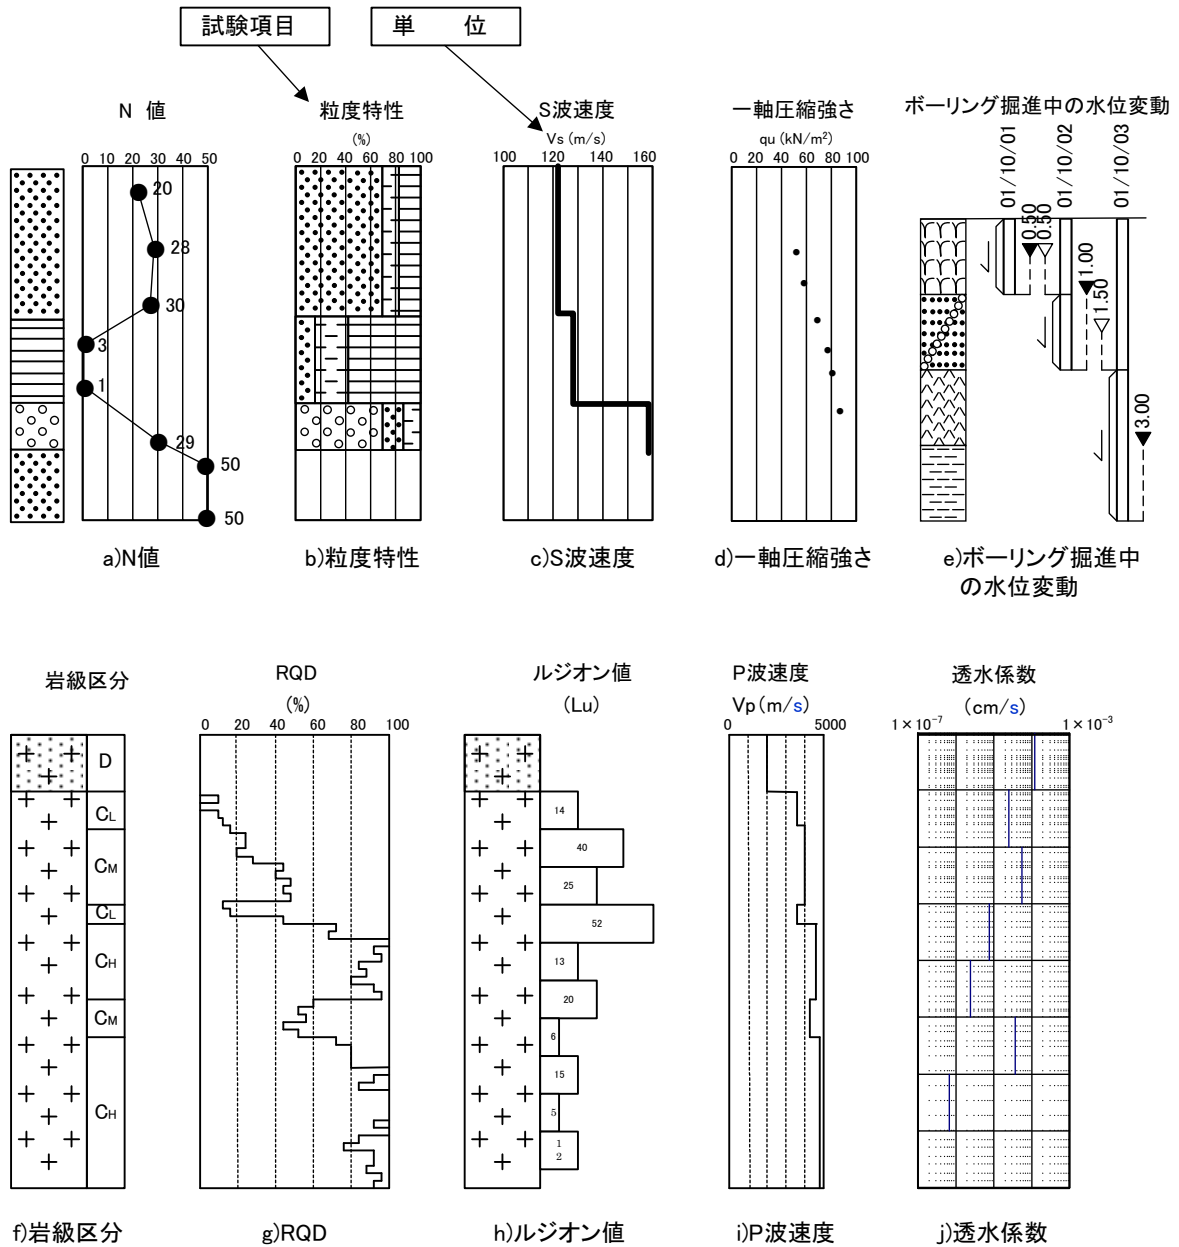 試験項目
単　位
N 値
粒度特性
(%)
S波速度
Vs (m/s)
一軸圧縮強さ
qu (kN/m²)
ボーリング掘進中の水位変動
01/10/01
01/10/02
01/10/03
0 10 20 30 40 50
0 20 40 60 80 100
100 120 140 160
0 20 40 60 80 100
20
28
30
3
1
29
50
50
0.50
0.50
1.00
1.50
3.00
a)N値
b)粒度特性
c)S波速度
d)一軸圧縮強さ
e)ボーリング掘進中
の水位変動
岩級区分
RQD
(%)
ルジオン値
(Lu)
P波速度
Vp(m/s)
透水係数
(cm/s)
0 20 40 60 80 100
0 5000
1×10⁻⁷ 1×10⁻³
D
CL
CM
CL
CH
CM
CH
14
40
25
52
13
20
6
15
5
1
2
f)岩級区分
g)RQD
h)ルジオン値
i)P波速度
j)透水係数